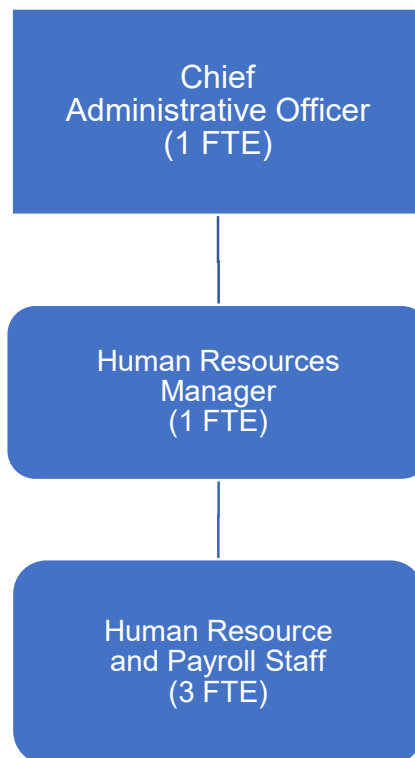 Chief
Administrative Officer
(1 FTE)
Human Resources
Manager
(1 FTE)
Human Resource
and Payroll Staff
(3 FTE)